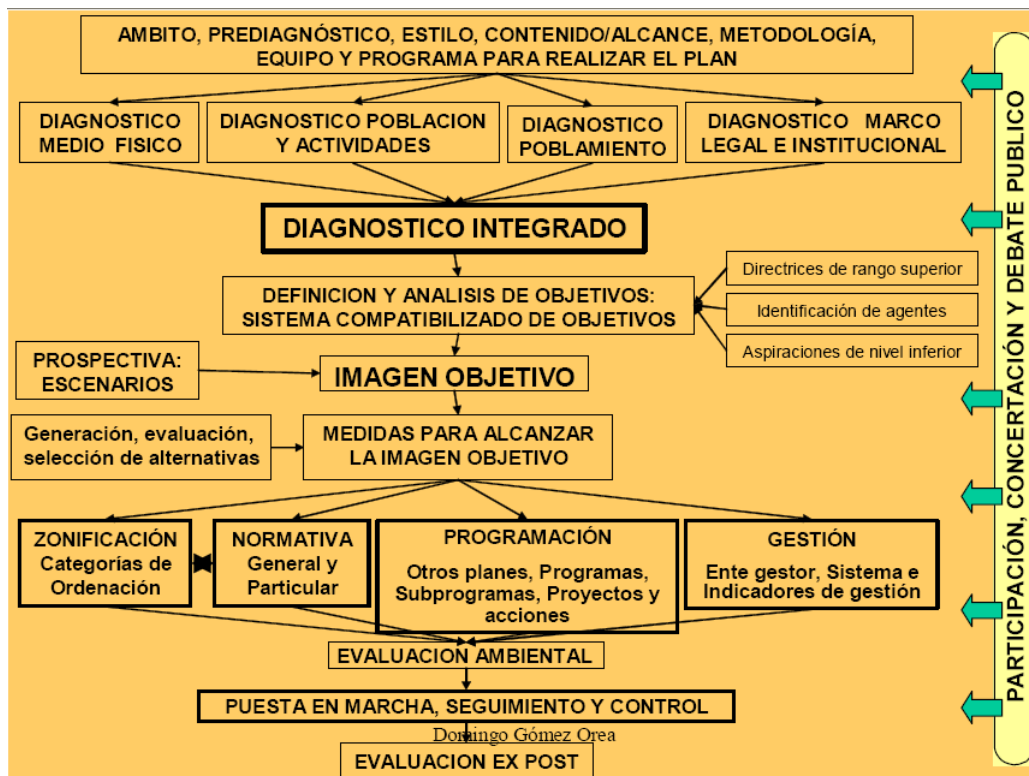 AMBITO, PREDIAGNÓSTICO, ESTILO, CONTENIDO/ALCANCE, METODOLOGÍA,
EQUIPO Y PROGRAMA PARA REALIZAR EL PLAN
DIAGNOSTICO
MEDIO FISICO
DIAGNOSTICO POBLACION
Y ACTIVIDADES
DIAGNOSTICO
POBLAMIENTO
DIAGNOSTICO MARCO
LEGAL E INSTITUCIONAL
DIAGNOSTICO INTEGRADO
DEFINICION Y ANALISIS DE OBJETIVOS:
SISTEMA COMPATIBILIZADO DE OBJETIVOS
Directrices de rango superior
Identificación de agentes
Aspiraciones de nivel inferior
PROSPECTIVA:
ESCENARIOS
IMAGEN OBJETIVO
Generación, evaluación,
selección de alternativas
MEDIDAS PARA ALCANZAR
LA IMAGEN OBJETIVO
ZONIFICACIÓN
Categorías de
Ordenación
NORMATIVA
General y
Particular
PROGRAMACIÓN
Otros planes, Programas,
Subprogramas, Proyectos y
acciones
GESTIÓN
Ente gestor, Sistema e
Indicadores de gestión
EVALUACION AMBIENTAL
PUESTA EN MARCHA, SEGUIMIENTO Y CONTROL
Domingo Gómez Orea
EVALUACION EX POST
PARTICIPACIÓN, CONCERTACIÓN Y DEBATE PUBLICO